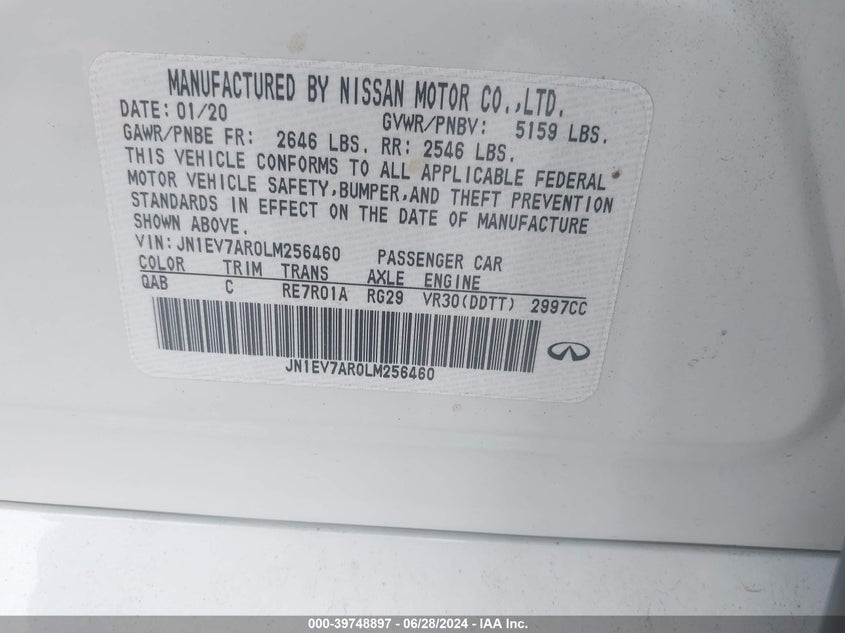 MANUFACTURED BY NISSAN MOTOR CO.,LTD.
DATE: 01/20 GVWR/PNBV: 5159 LBS.
GAWR/PNBE FR: 2646 LBS. RR: 2546 LBS.
THIS VEHICLE CONFORMS TO ALL APPLICABLE FEDERAL
MOTOR VEHICLE SAFETY,BUMPER,AND THEFT PREVENTION
STANDARDS IN EFFECT ON THE DATE OF MANUFACTURE
SHOWN ABOVE.
VIN:JN1EV7AR0LM256460 PASSENGER CAR
COLOR TRIM TRANS AXLE ENGINE
QAB C RE7R01A RG29 VR30(DDTT) 2997CC
JN1EV7AR0LM256460
000-39748897 - 06/28/2024 - IAA Inc.